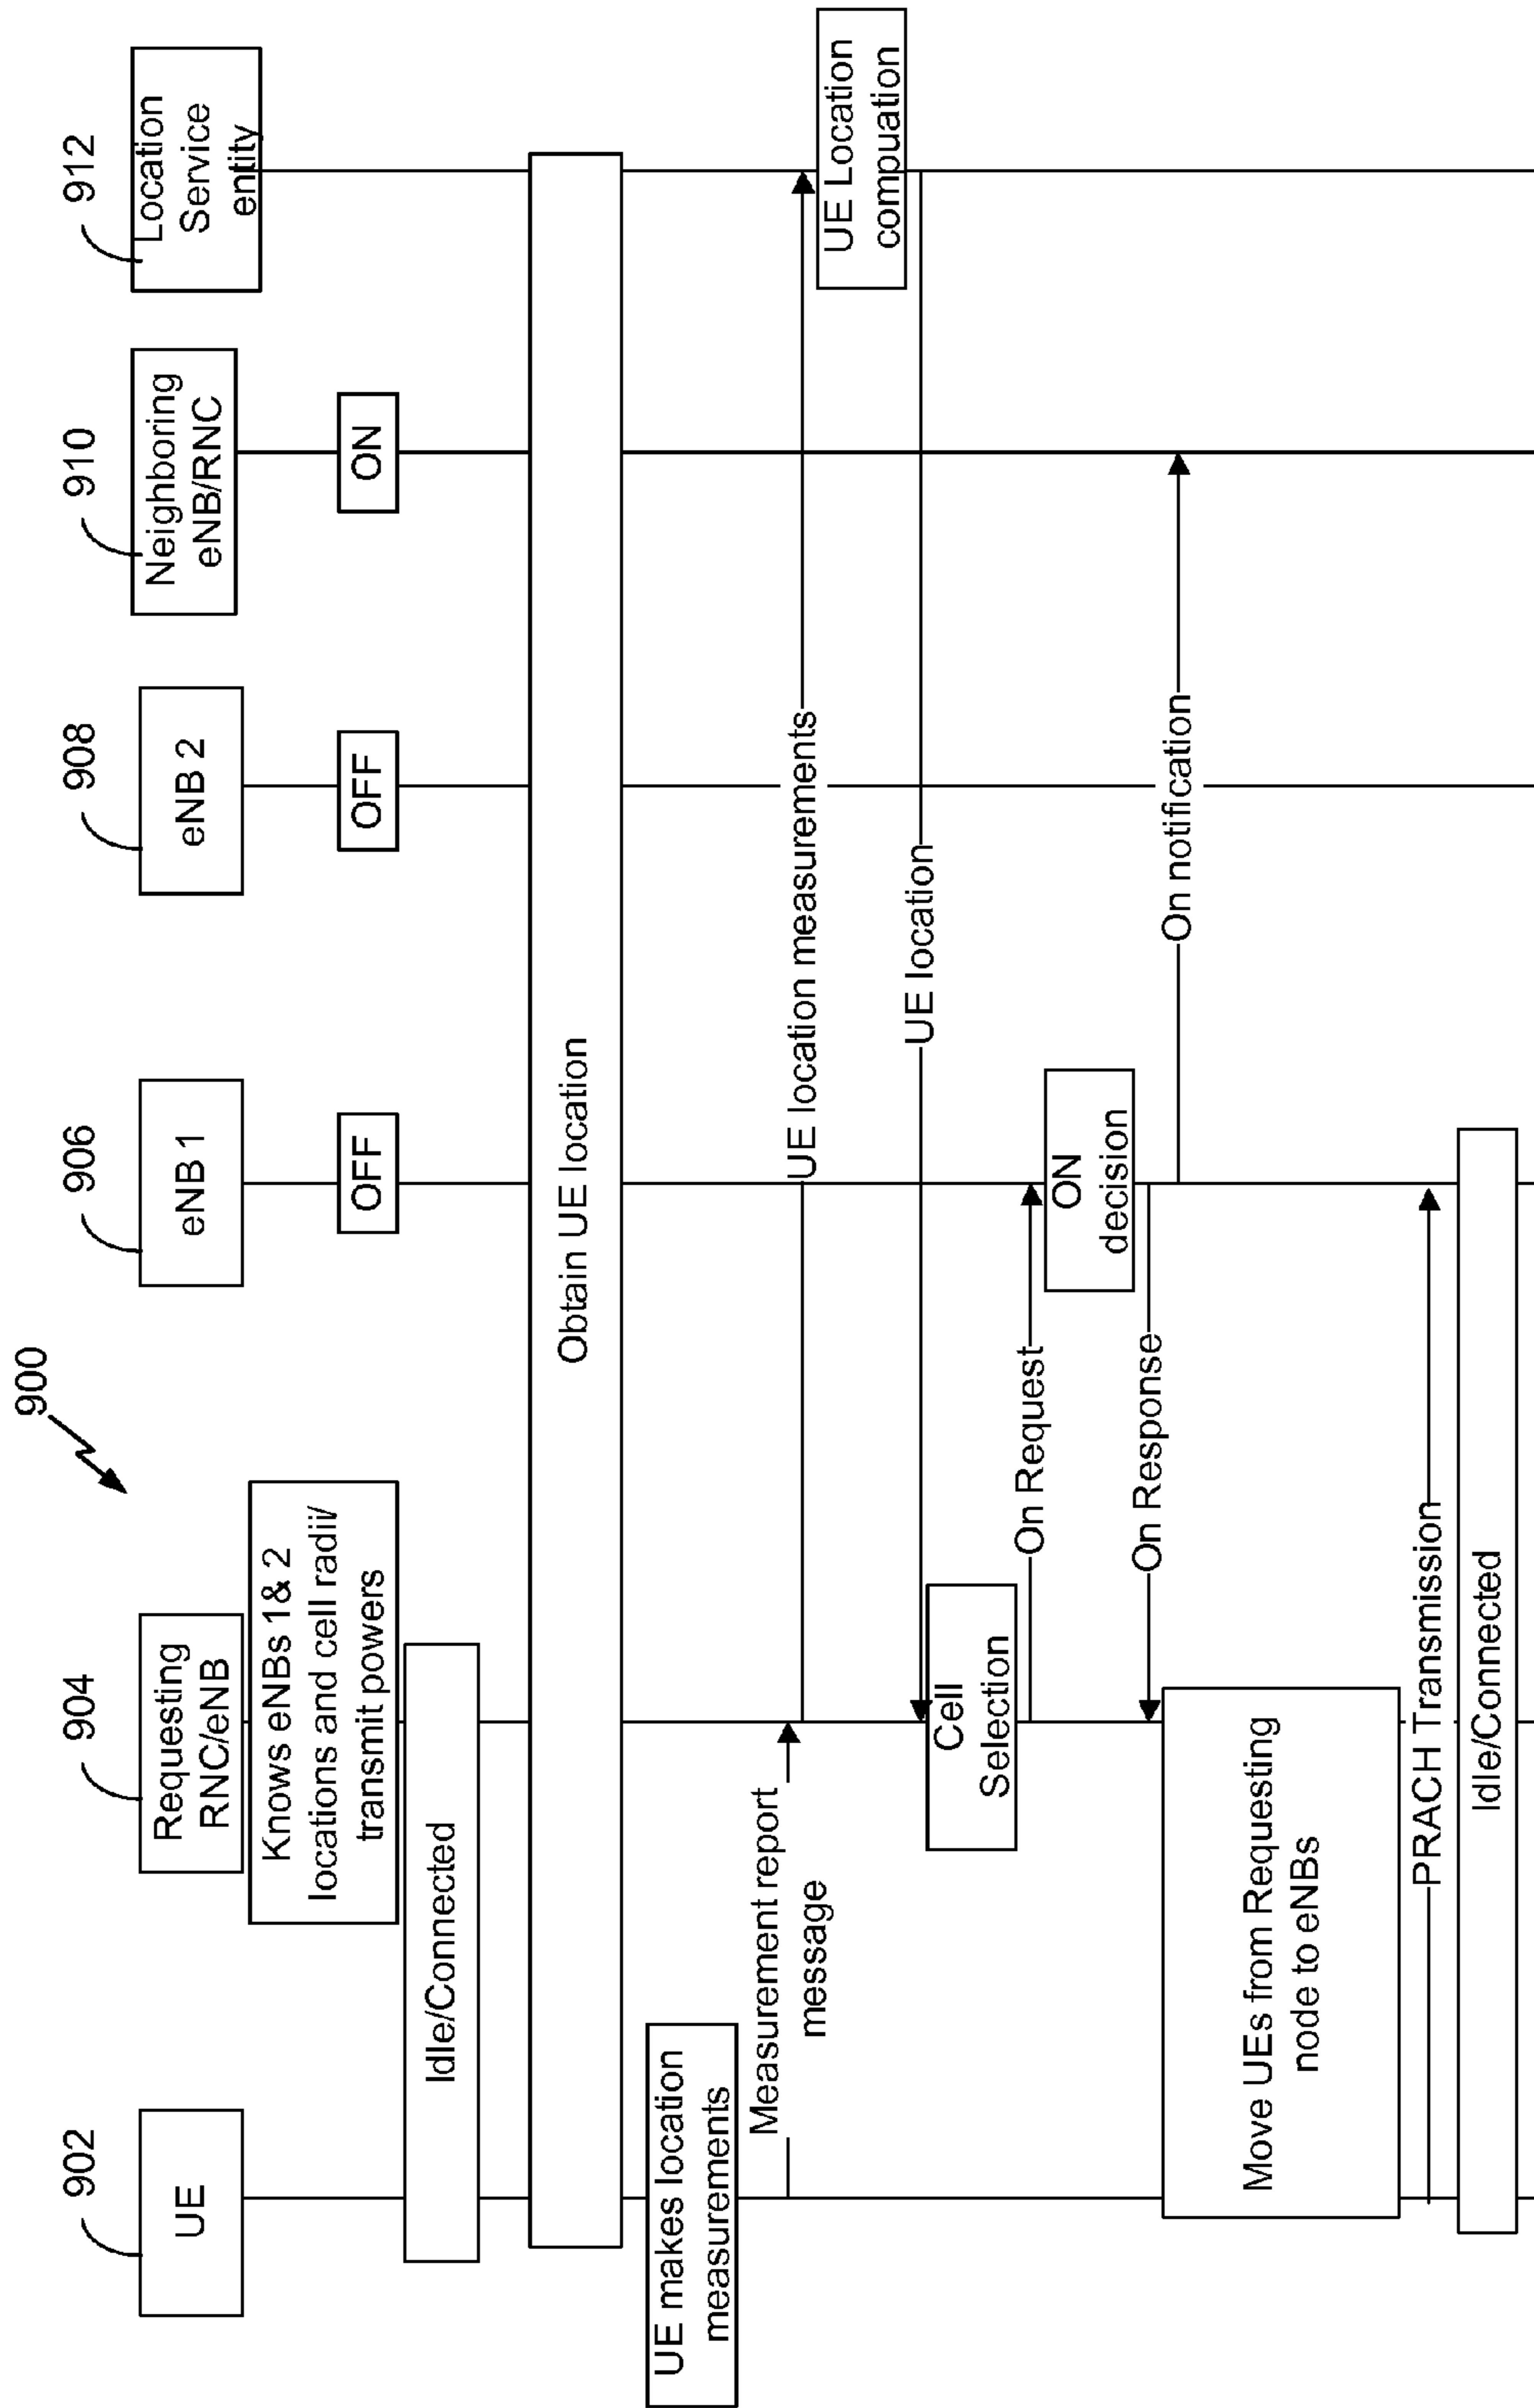 900
902
904
906
908
910
912
UE
Requesting
RNC/eNB
eNB 1
eNB 2
Neighboring
eNB/RNC
Location
Service
entity
Knows eNBs 1& 2
locations and cell radii/
transmit powers
OFF
OFF
ON
Idle/Connected
Obtain UE location
UE makes location
measurements
Measurement report
message
UE location measurements
UE Location
compuation
UE location
Cell
Selection
On Request
ON
decision
On Response
On notification
Move UEs from Requesting
node to eNBs
PRACH Transmission
Idle/Connected